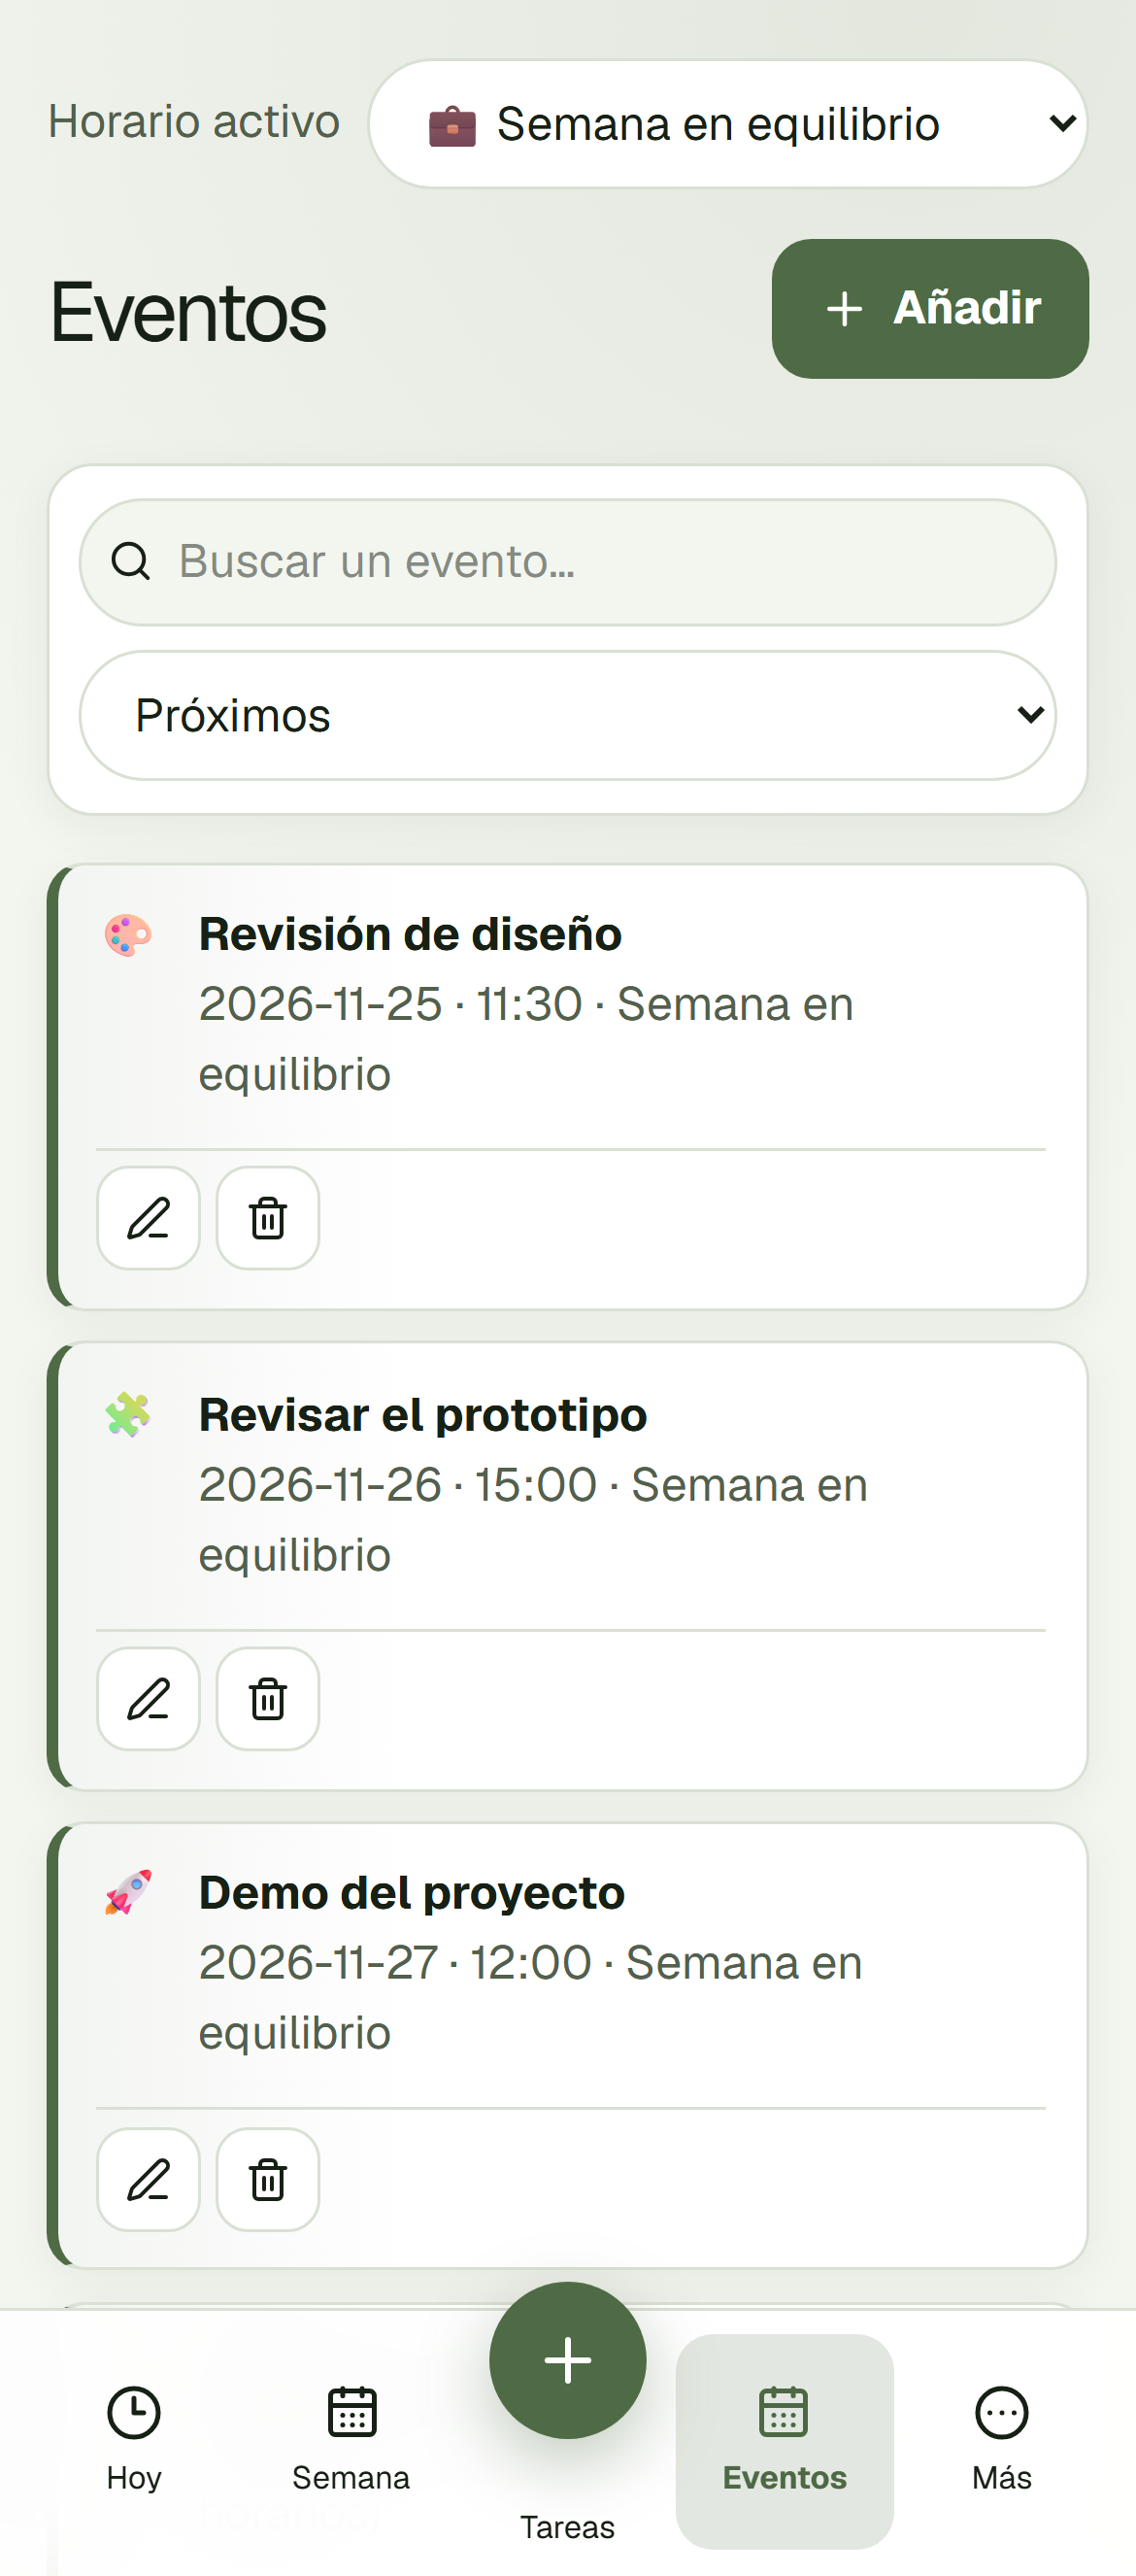 Horario activo
💼 Semana en equilibrio
Eventos
+ Añadir
Buscar un evento…
Próximos
Revisión de diseño
2026-11-25 · 11:30 · Semana en
equilibrio
Revisar el prototipo
2026-11-26 · 15:00 · Semana en
equilibrio
Demo del proyecto
2026-11-27 · 12:00 · Semana en
equilibrio
Hoy
Semana
Tareas
Eventos
Más